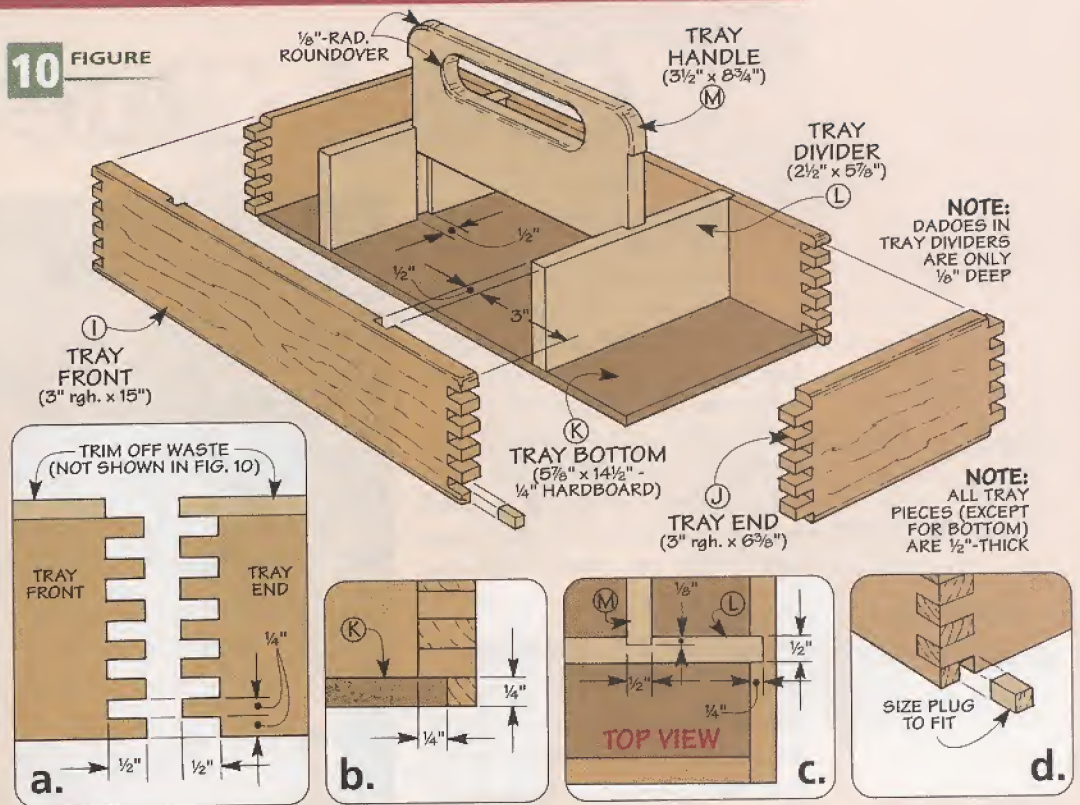 10 FIGURE
⅛"-RAD.
ROUNDOVER
TRAY
HANDLE
(3½" x 8¾")
M
TRAY
DIVIDER
(2½" x 5⅞")
L
NOTE:
DADOES IN
TRAY DIVIDERS
ARE ONLY
⅛" DEEP
½"
½"
3"
I
TRAY
FRONT
(3" rgh. x 15")
K
TRAY BOTTOM
(5⅞" x 14½" -
¼" HARDBOARD)
J
TRAY END
(3" rgh. x 6⅜")
NOTE:
ALL TRAY
PIECES (EXCEPT
FOR BOTTOM)
ARE ½"-THICK
TRIM OFF WASTE
(NOT SHOWN IN FIG. 10)
TRAY
FRONT
TRAY
END
¼"
½"
½"
a.
K
¼"
¼"
b.
M
⅛"
L
½"
½"
¼"
TOP VIEW
c.
SIZE PLUG
TO FIT
d.